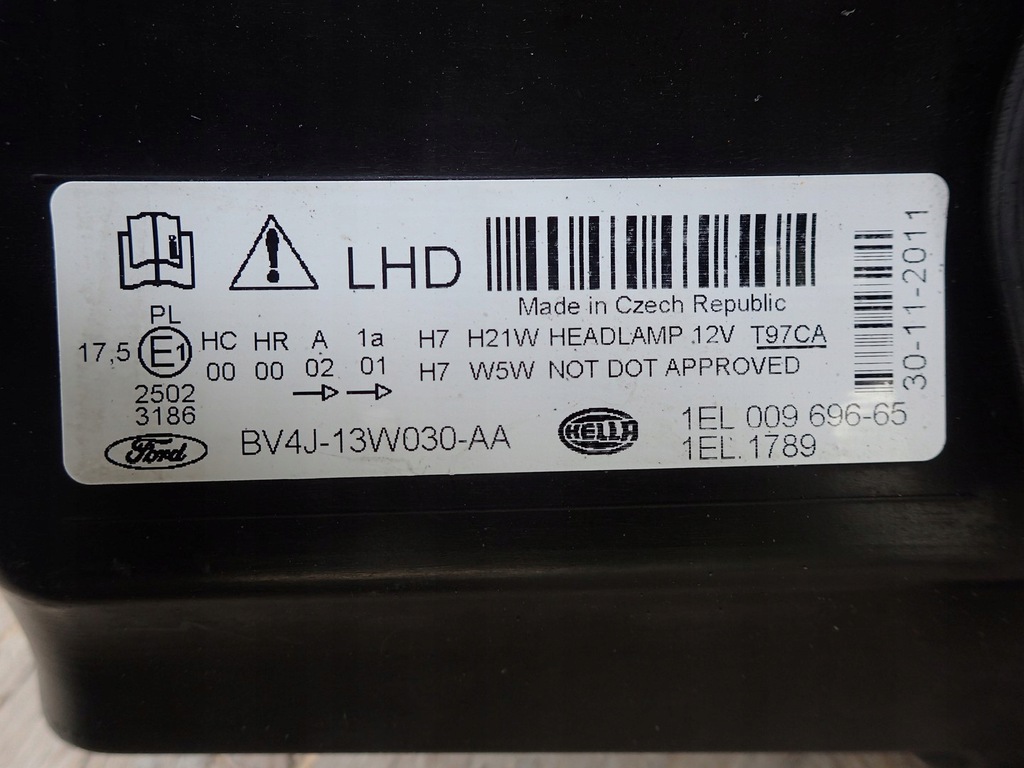 LHD
Made in Czech Republic
30-11-2011
PL
17,5 E1 HC HR A 1a H7 H21W HEADLAMP 12V T97CA
00 00 02 01 H7 W5W NOT DOT APPROVED
2502
3186
Ford BV4J-13W030-AA HELLA 1EL 009 696-65
1EL.1789